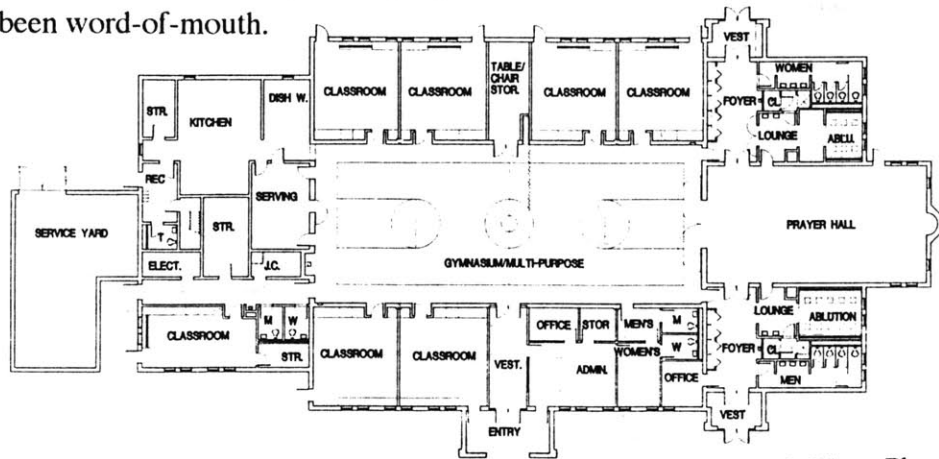 been word-of-mouth.
VEST
WOMEN
TABLE/
CHAIR
STOR.
DISH W.
CLASSROOM
CLASSROOM
CLASSROOM
CLASSROOM
FOYER
CL
STR.
KITCHEN
LOUNGE
ABLU.
REC
SERVING
STR.
PRAYER HALL
SERVICE YARD
T
ELECT.
J.C.
GYMNASIUM/MULTI-PURPOSE
LOUNGE
ABLUTION
M
W
OFFICE
STOR
MEN'S
M
CLASSROOM
CLASSROOM
CLASSROOM
WOMEN'S
W
FOYER
CL
STR.
VEST.
ADMIN.
OFFICE
MEN
VEST
ENTRY